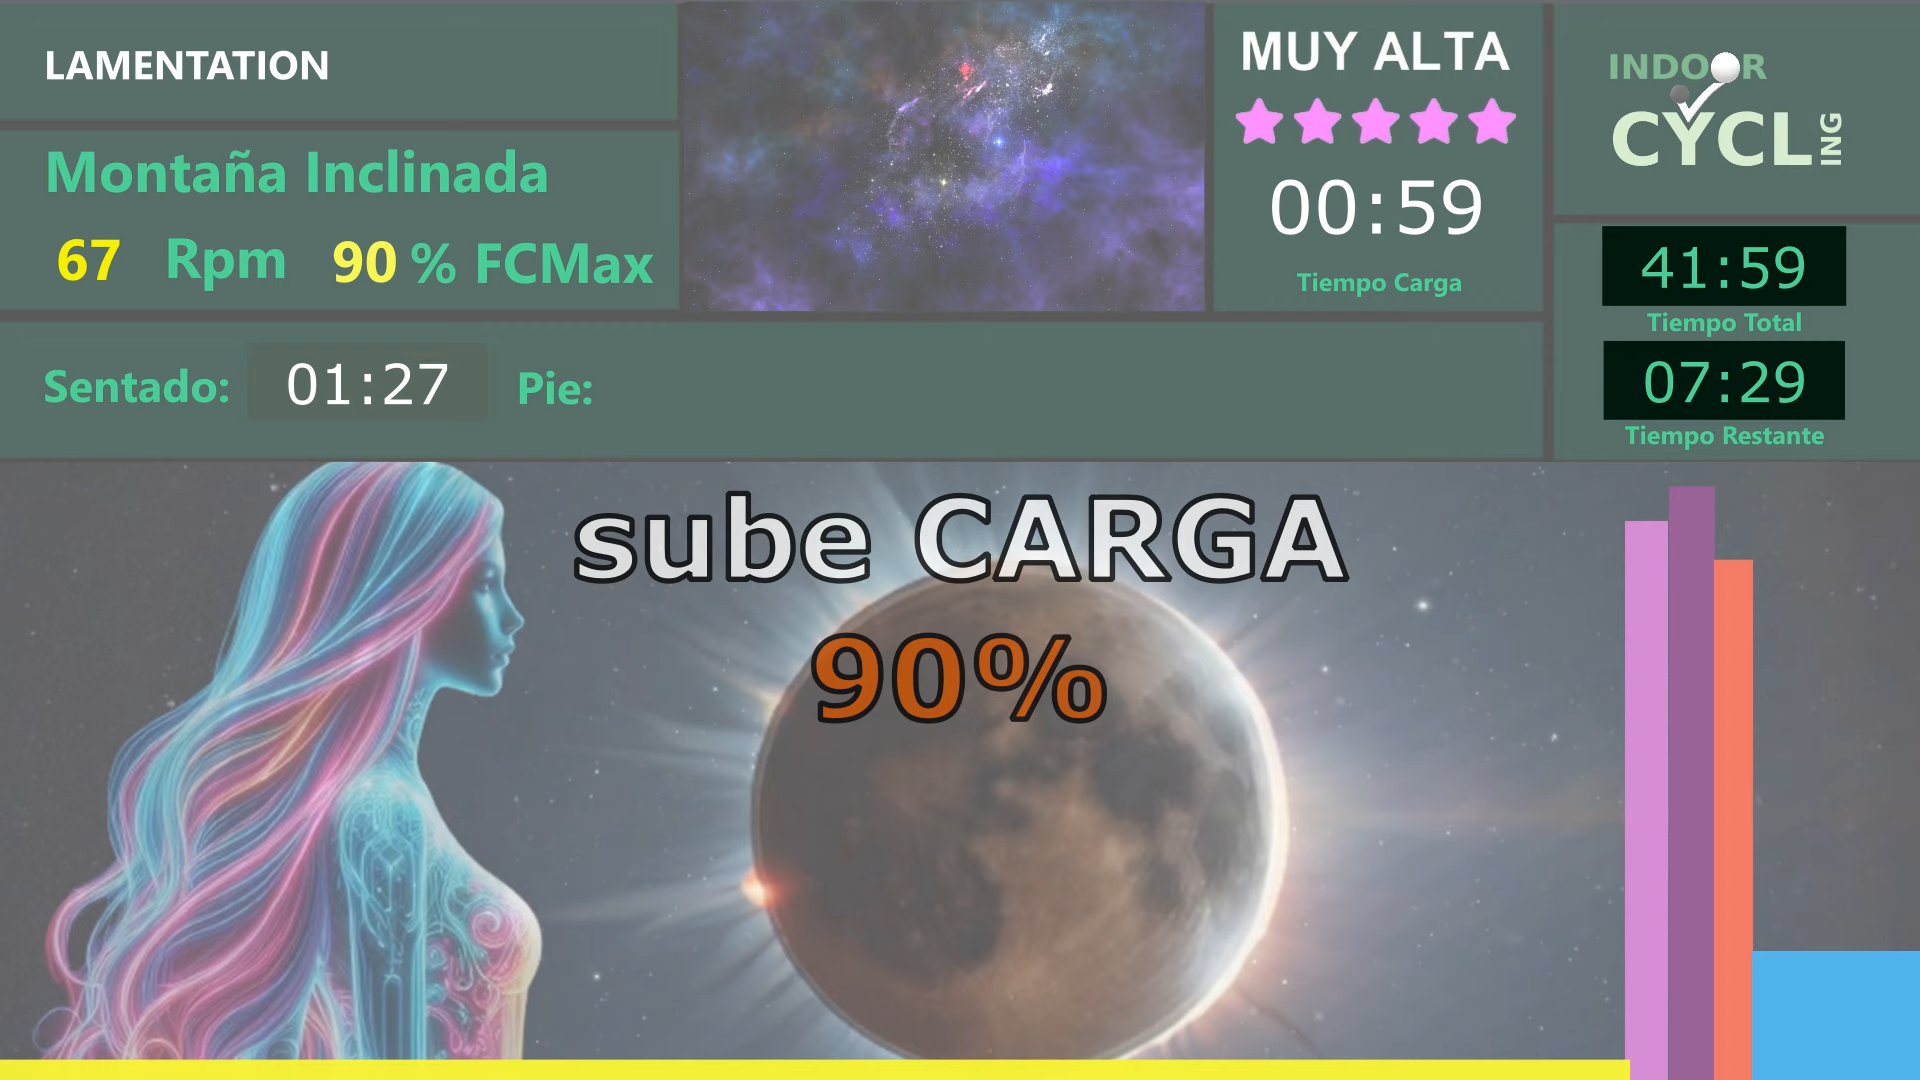 LAMENTATION
Montaña Inclinada
67 Rpm 90 % FCMax
MUY ALTA
00:59
Tiempo Carga
INDOOR
CYCLING
41:59
Tiempo Total
07:29
Tiempo Restante
Sentado: 01:27 Pie:
sube CARGA
90%